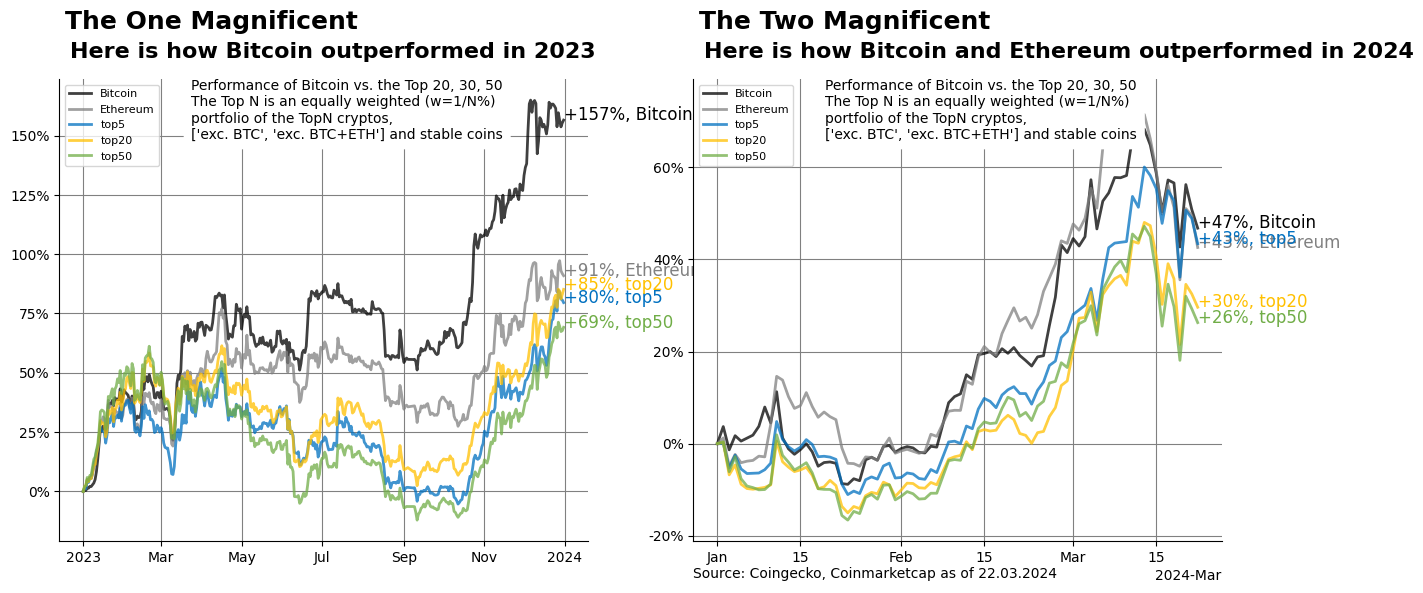 The One Magnificent
Here is how Bitcoin outperformed in 2023
Bitcoin
Ethereum
top5
top20
top50
Performance of Bitcoin vs. the Top 20, 30, 50
The Top N is an equally weighted (w=1/N%)
portfolio of the TopN cryptos,
['exc. BTC', 'exc. BTC+ETH'] and stable coins
150%
125%
100%
75%
50%
25%
0%
+157%, Bitcoin
+91%, Ethereum
+85%, top20
+80%, top5
+69%, top50
2023 Mar May Jul Sep Nov 2024
The Two Magnificent
Here is how Bitcoin and Ethereum outperformed in 2024
Bitcoin
Ethereum
top5
top20
top50
Performance of Bitcoin vs. the Top 20, 30, 50
The Top N is an equally weighted (w=1/N%)
portfolio of the TopN cryptos,
['exc. BTC', 'exc. BTC+ETH'] and stable coins
60%
40%
20%
0%
-20%
+47%, Bitcoin
+43%, top5
+43%, Ethereum
+30%, top20
+26%, top50
Jan 15 Feb 15 Mar 15
2024-Mar
Source: Coingecko, Coinmarketcap as of 22.03.2024